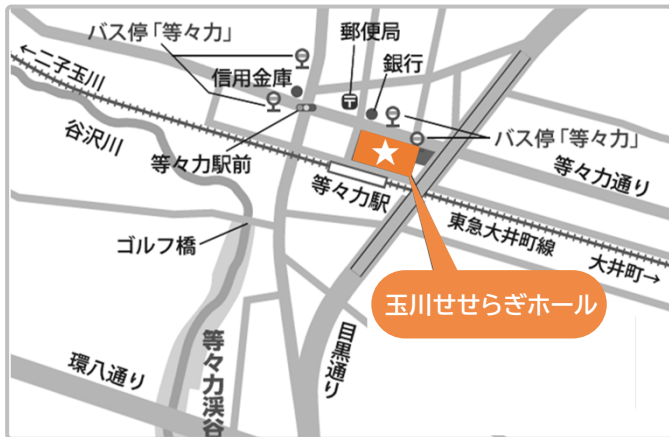 バス停「等々力」
郵便局
←二子玉川
信用金庫
銀行
谷沢川
等々力駅前
バス停「等々力」
等々力通り
等々力駅
東急大井町線
大井町→
ゴルフ橋
玉川せせらぎホール
等々力渓谷
目黒通り
環八通り